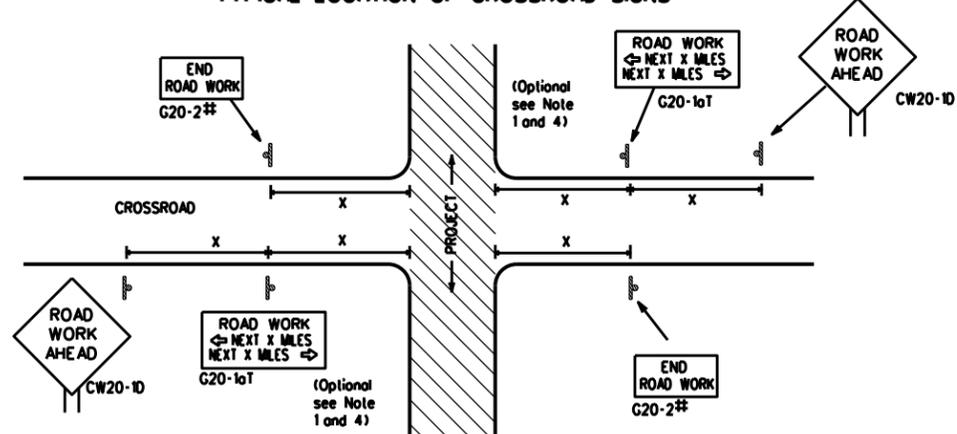 TYPICAL LOCATION OF CROSSROAD SIGNS
END
ROAD WORK
G20-2#
(Optional
see Note
1 and 4)
ROAD WORK
⇦ NEXT X MILES
NEXT X MILES ⇨
G20-1aT
ROAD
WORK
AHEAD
CW20-1D
CROSSROAD
X
X
X
PROJECT
X
X
X
ROAD
WORK
AHEAD
CW20-1D
ROAD WORK
⇦ NEXT X MILES
NEXT X MILES ⇨
G20-1aT
(Optional
see Note
1 and 4)
END
ROAD WORK
G20-2#